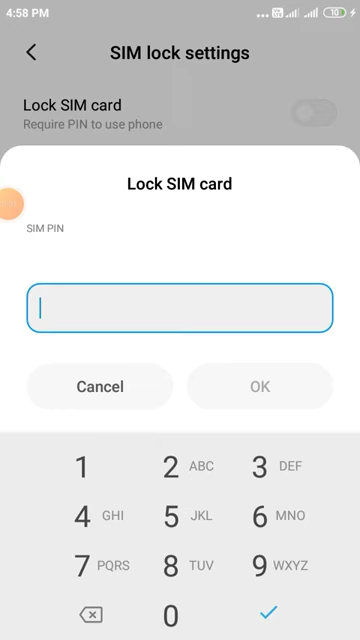 4:58 PM
10
SIM lock settings
Lock SIM card
Require PIN to use phone
Lock SIM card
SIM PIN
Cancel
OK
1
2 ABC
3 DEF
4 GHI
5 JKL
6 MNO
7 PQRS
8 TUV
9 WXYZ
0